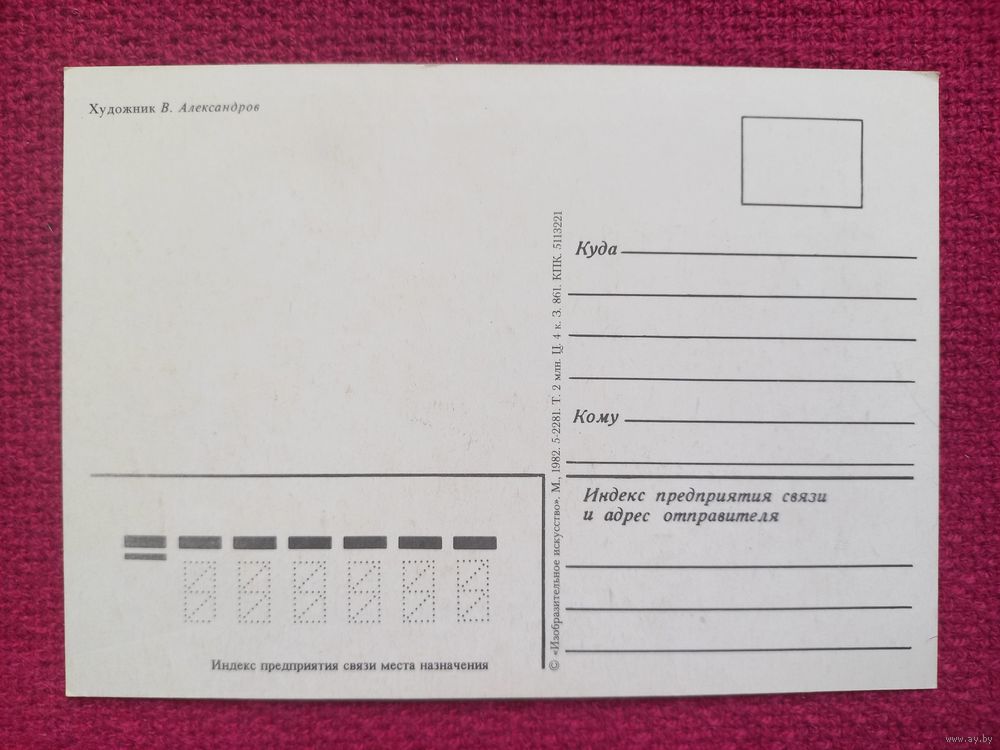 Художник В. Александров
Куда
Кому
Индекс предприятия связи
и адрес отправителя
© «Изобразительное искусство». М., 1982. 5-2281. Т. 2 млн. Ц. 4 к. З. 861. КПК. 5113221
Индекс предприятия связи места назначения
www.ay.by